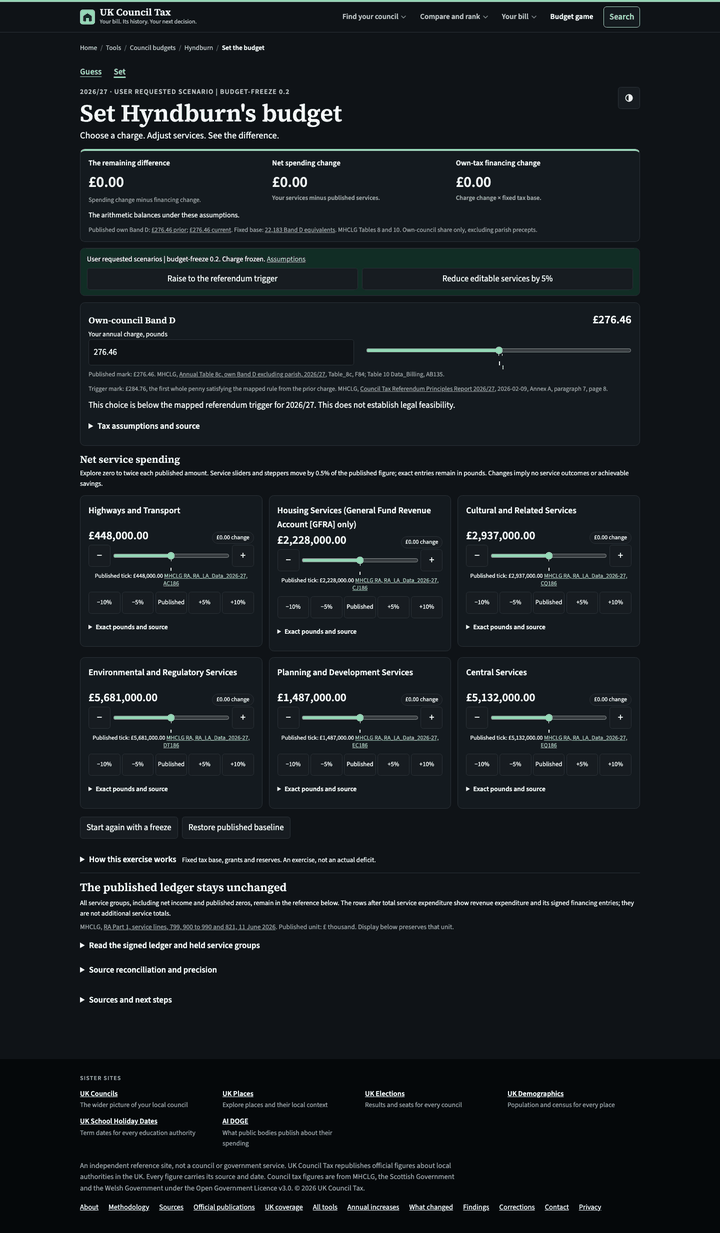 UK Council Tax
Your bill. Its history. Your next decision.
Find your council
Compare and rank
Your bill
Budget game
Search
Home / Tools / Council budgets / Hyndburn / Set the budget
Guess Set
2026/27 · USER REQUESTED SCENARIO | BUDGET-FREEZE 0.2
Set Hyndburn's budget
Choose a charge. Adjust services. See the difference.
The remaining difference
£0.00
Spending change minus financing change.
Net spending change
£0.00
Your services minus published services.
Own-tax financing change
£0.00
Charge change × fixed tax base.
The arithmetic balances under these assumptions.
Published own Band D: £276.46 prior; £276.46 current. Fixed base: 22,183 Band D equivalents. MHCLG Tables 8 and 10. Own-council share only, excluding parish precepts.
User requested scenarios | budget-freeze 0.2. Charge frozen. Assumptions
Raise to the referendum trigger
Reduce editable services by 5%
Own-council Band D
£276.46
Your annual charge, pounds
276.46
Published mark: £276.46. MHCLG, Annual Table 8c, own Band D excluding parish, 2026/27, Table_8c, F84; Table 10 Data_Billing, AB135.
Trigger mark: £284.76, the first whole penny satisfying the mapped rule from the prior charge. MHCLG, Council Tax Referendum Principles Report 2026/27, 2026-02-09, Annex A, paragraph 7, page 8.
This choice is below the mapped referendum trigger for 2026/27. This does not establish legal feasibility.
Tax assumptions and source
Net service spending
Explore zero to twice each published amount. Service sliders and steppers move by 0.5% of the published figure; exact entries remain in pounds. Changes imply no service outcomes or achievable
savings.
Highways and Transport
£448,000.00
£0.00 change
− +
Published tick: £448,000.00 MHCLG RA, RA_LA_Data_2026-27,
AC186
−10% −5% Published +5% +10%
Exact pounds and source
Housing Services (General Fund Revenue
Account [GFRA] only)
£2,228,000.00
£0.00 change
− +
Published tick: £2,228,000.00 MHCLG RA, RA_LA_Data_2026-27,
CJ186
−10% −5% Published +5% +10%
Exact pounds and source
Cultural and Related Services
£2,937,000.00
£0.00 change
− +
Published tick: £2,937,000.00 MHCLG RA, RA_LA_Data_2026-27,
CQ186
−10% −5% Published +5% +10%
Exact pounds and source
Environmental and Regulatory Services
£5,681,000.00
£0.00 change
− +
Published tick: £5,681,000.00 MHCLG RA, RA_LA_Data_2026-27,
DT186
−10% −5% Published +5% +10%
Exact pounds and source
Planning and Development Services
£1,487,000.00
£0.00 change
− +
Published tick: £1,487,000.00 MHCLG RA, RA_LA_Data_2026-27,
EC186
−10% −5% Published +5% +10%
Exact pounds and source
Central Services
£5,132,000.00
£0.00 change
− +
Published tick: £5,132,000.00 MHCLG RA, RA_LA_Data_2026-27,
EQ186
−10% −5% Published +5% +10%
Exact pounds and source
Start again with a freeze
Restore published baseline
How this exercise works Fixed tax base, grants and reserves. An exercise, not an actual deficit.
The published ledger stays unchanged
All service groups, including net income and published zeros, remain in the reference below. The rows after total service expenditure show revenue expenditure and its signed financing entries; they
are not additional service totals.
MHCLG, RA Part 1, service lines, 799, 900 to 990 and 821, 11 June 2026. Published unit: £ thousand. Display below preserves that unit.
Read the signed ledger and held service groups
Source reconciliation and precision
Sources and next steps
SISTER SITES
UK Councils
The wider picture of your local council
UK Places
Explore places and their local context
UK Elections
Results and seats for every council
UK Demographics
Population and census for every place
UK School Holiday Dates
Term dates for every education authority
AI DOGE
What public bodies publish about their
spending
An independent reference site, not a council or government service. UK Council Tax republishes official figures about local
authorities in the UK. Every figure carries its source and date. Council tax figures are from MHCLG, the Scottish Government
and the Welsh Government under the Open Government Licence v3.0. © 2026 UK Council Tax.
About Methodology Sources Official publications UK coverage All tools Annual increases What changed Findings Corrections Contact Privacy